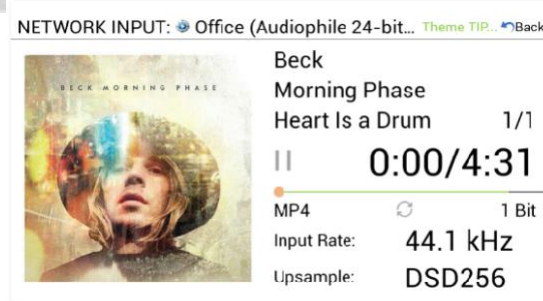 NETWORK INPUT: Office (Audiophile 24-bit... Theme TIP... Back
BECK MORNING PHASE
Beck
Morning Phase
Heart Is a Drum 1/1
0:00/4:31
MP4 1 Bit
Input Rate: 44.1 kHz
Upsample: DSD256